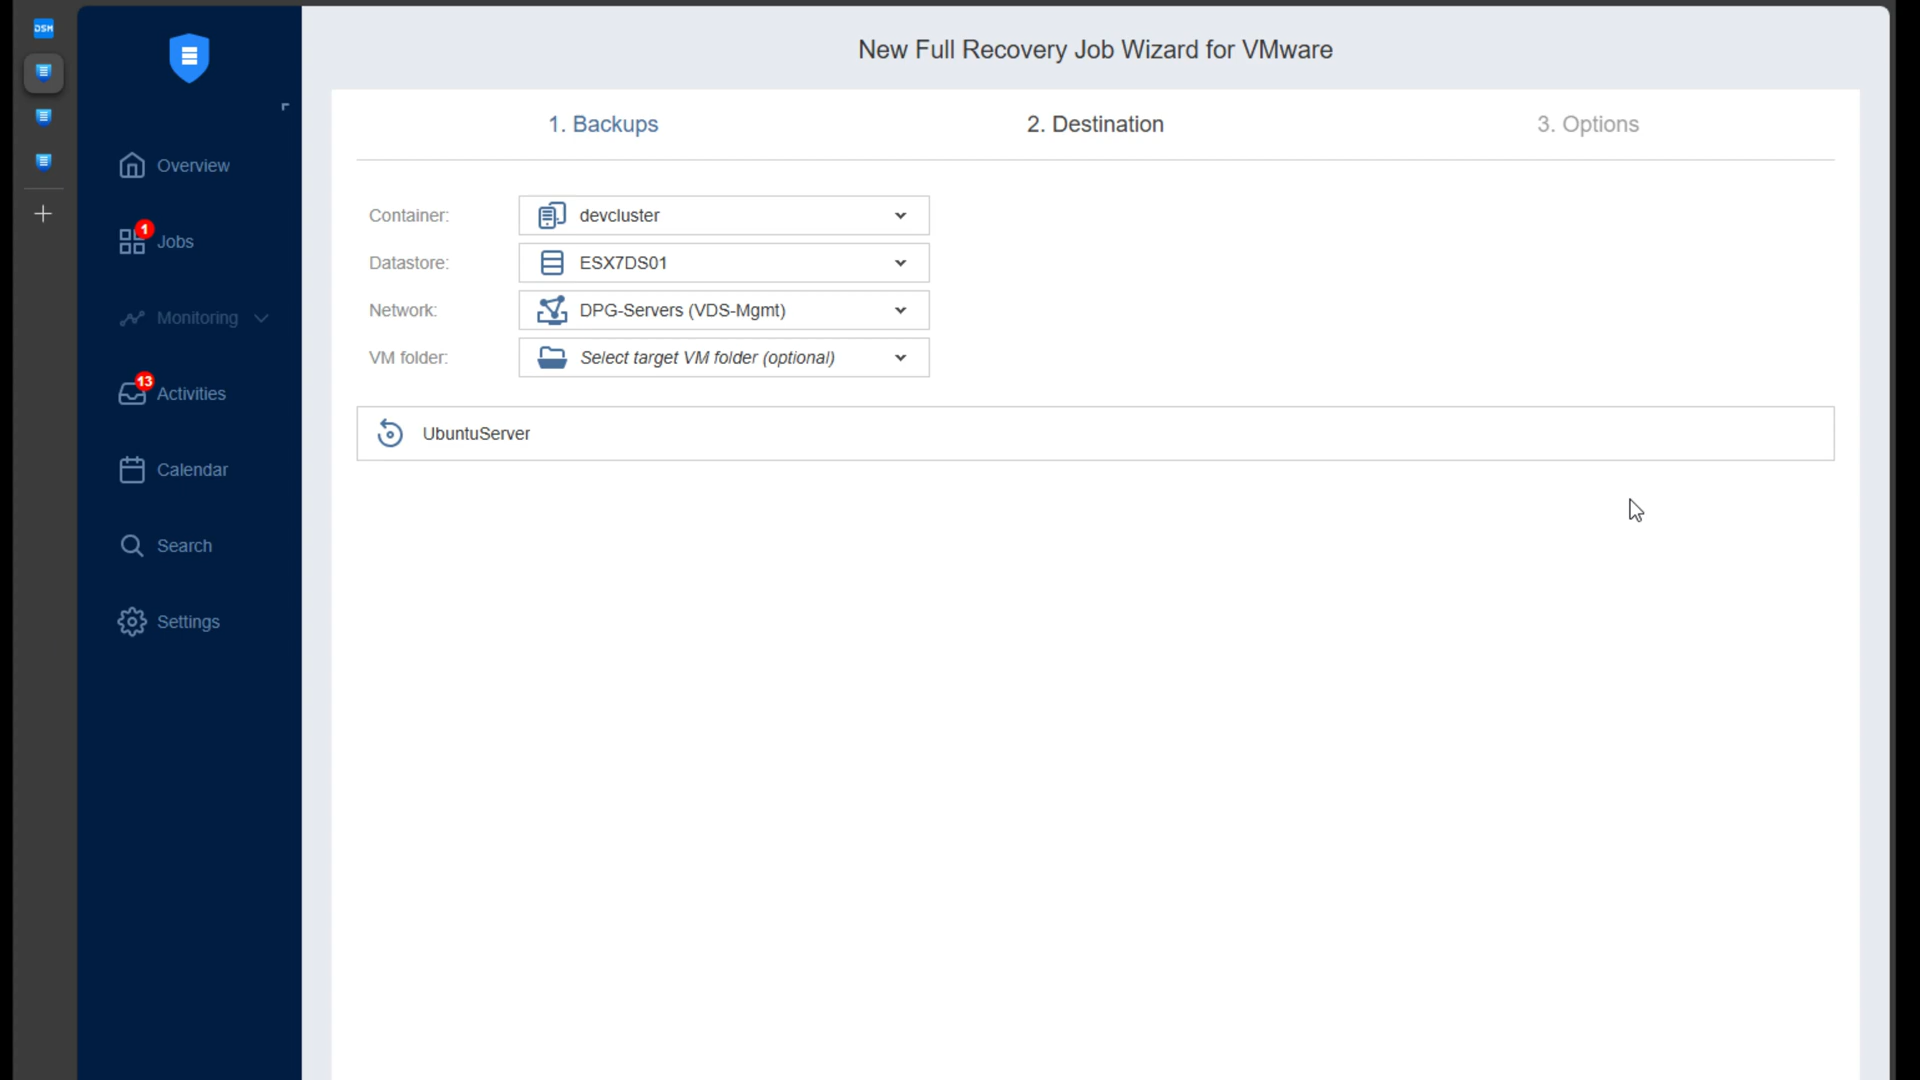 DSM
New Full Recovery Job Wizard for VMware
1. Backups
2. Destination
3. Options
Overview
1
Jobs
Monitoring
13
Activities
Calendar
Search
Settings
Container:
devcluster
Datastore:
ESX7DS01
Network:
DPG-Servers (VDS-Mgmt)
VM folder:
Select target VM folder (optional)
UbuntuServer